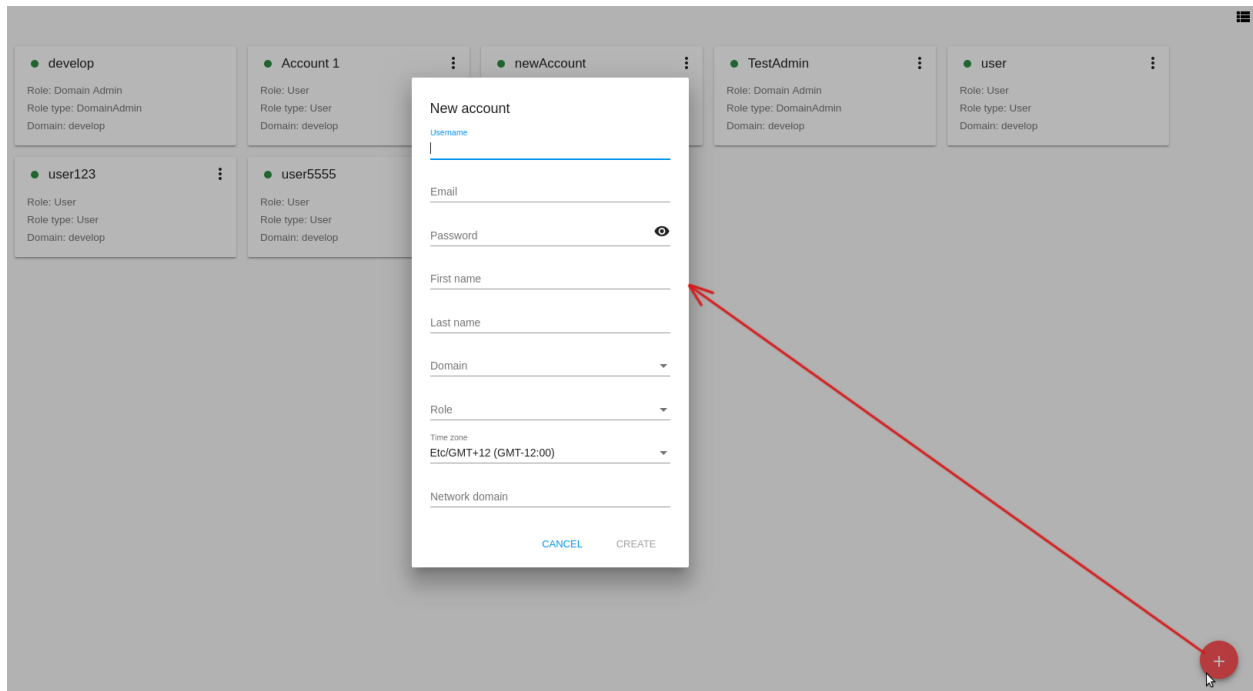 develop
Role: Domain Admin
Role type: DomainAdmin
Domain: develop
Account 1
Role: User
Role type: User
Domain: develop
newAccount
TestAdmin
Role: Domain Admin
Role type: DomainAdmin
Domain: develop
user
Role: User
Role type: User
Domain: develop
user123
Role: User
Role type: User
Domain: develop
user5555
Role: User
Role type: User
Domain: develop
New account
Username
Email
Password
First name
Last name
Domain
Role
Time zone
Etc/GMT+12 (GMT-12:00)
Network domain
CANCEL CREATE